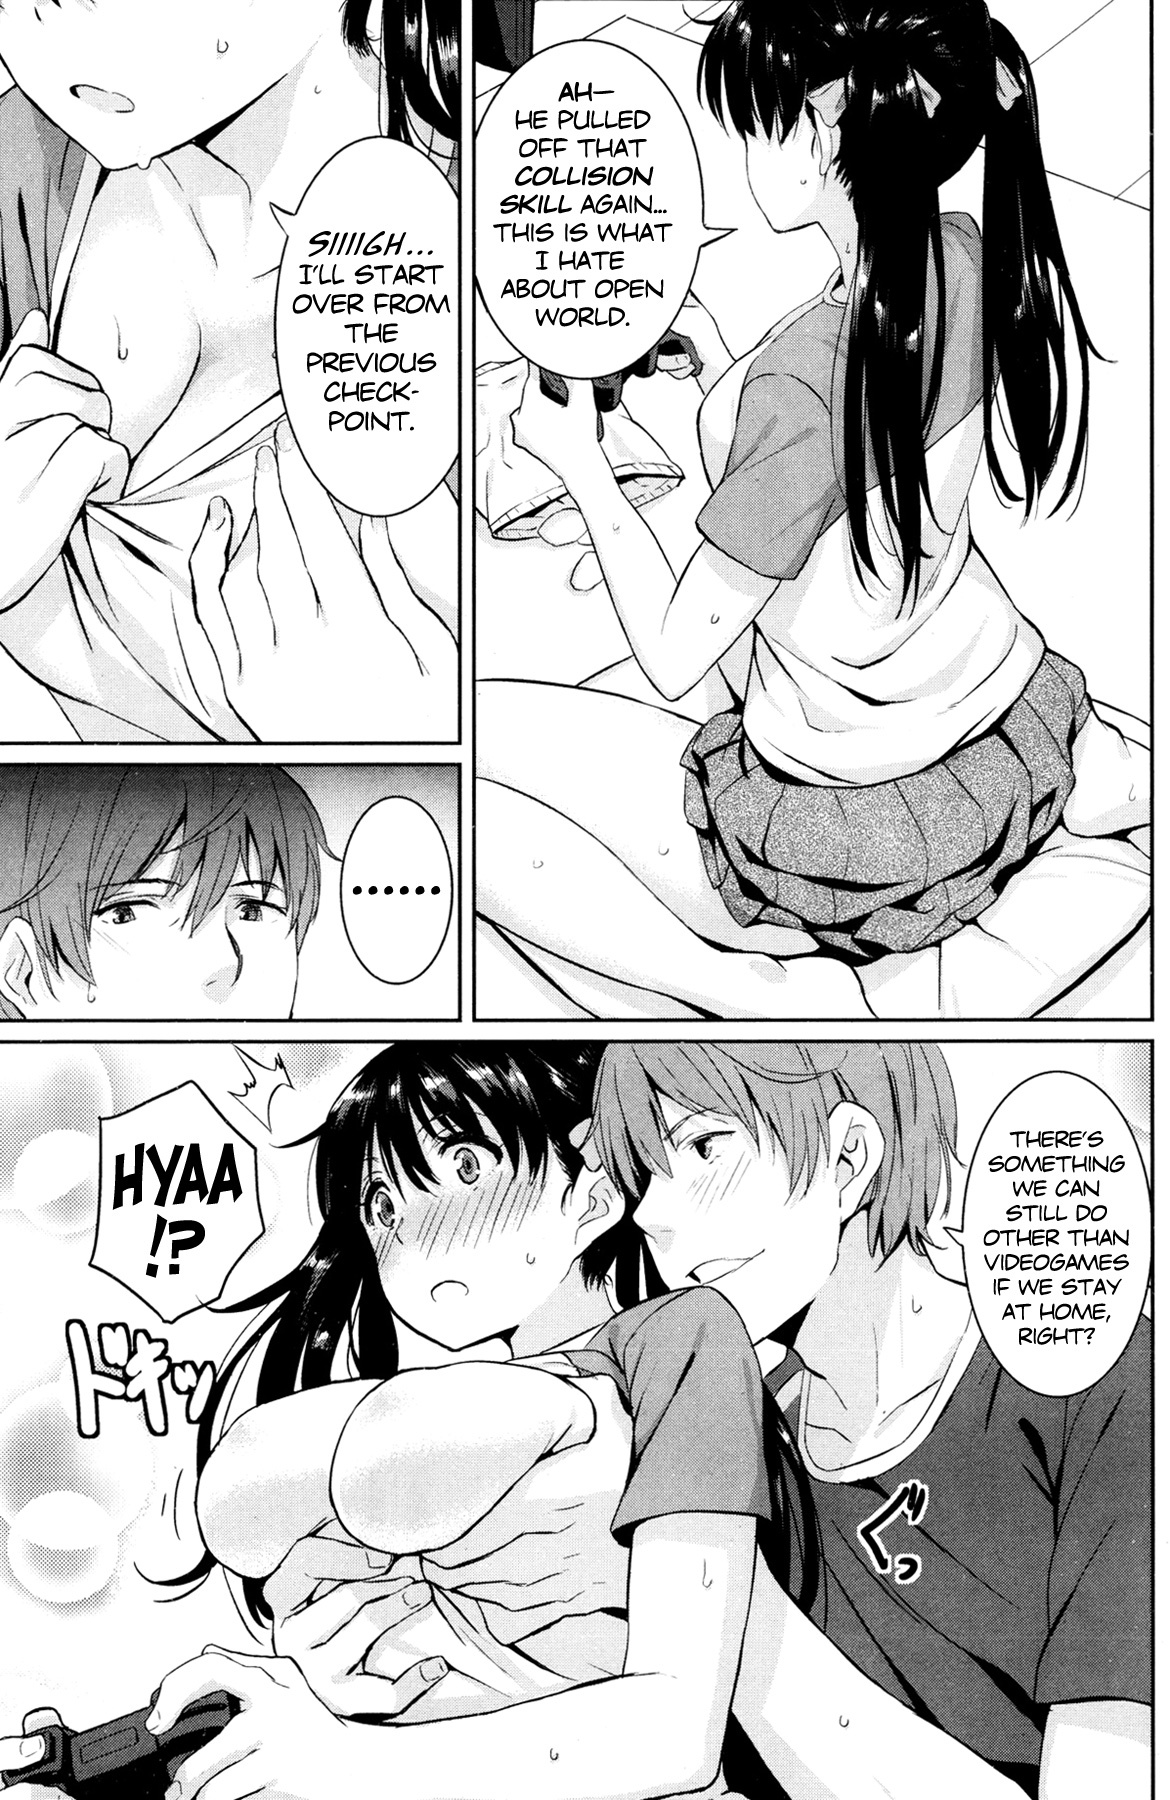 AH—
HE PULLED
OFF THAT
COLLISION
SKILL AGAIN...
THIS IS WHAT
I HATE
ABOUT OPEN
WORLD.
SIIIIGH...
I'LL START
OVER FROM
THE
PREVIOUS
CHECK-
POINT.
......
THERE'S
SOMETHING
WE CAN
STILL DO
OTHER THAN
VIDEOGAMES
IF WE STAY
AT HOME,
RIGHT?
HYAA
!?
ドキッ
ぐっ